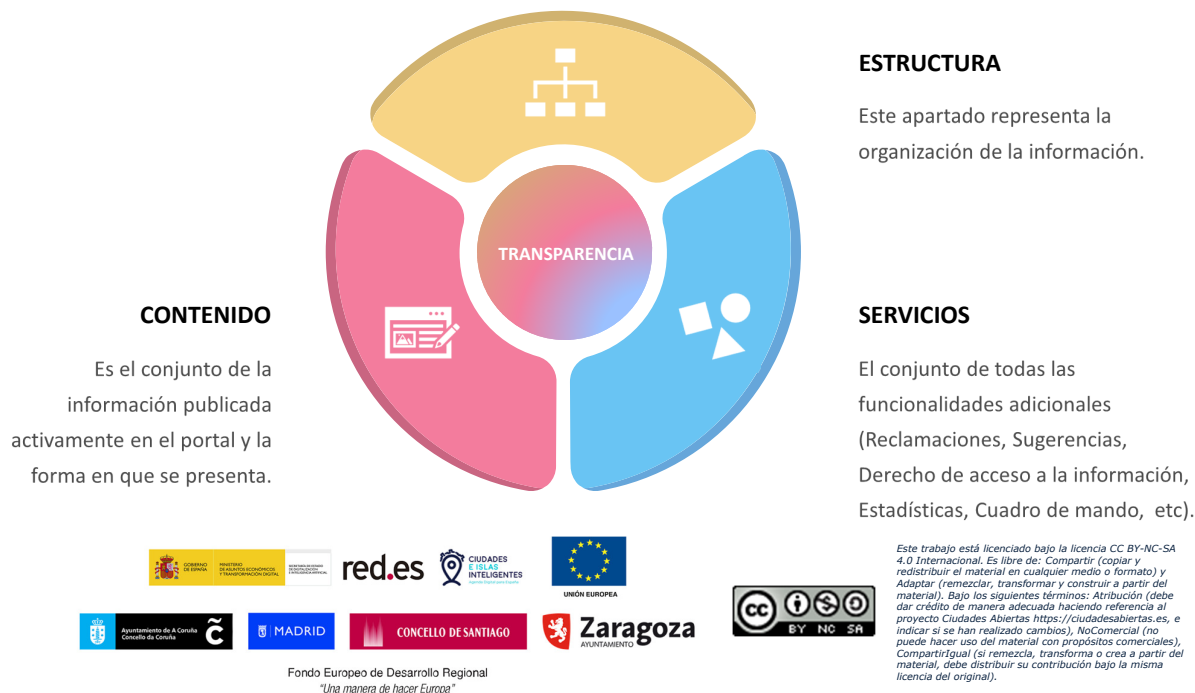 ESTRUCTURA
Este apartado representa la
organización de la información.
TRANSPARENCIA
CONTENIDO
Es el conjunto de la
información publicada
activamente en el portal y la
forma en que se presenta.
SERVICIOS
El conjunto de todas las
funcionalidades adicionales
(Reclamaciones, Sugerencias,
Derecho de acceso a la información,
Estadísticas, Cuadro de mando, etc).
GOBIERNO
DE ESPAÑA
MINISTERIO
DE ASUNTOS ECONÓMICOS
Y TRANSFORMACIÓN DIGITAL
SECRETARÍA DE ESTADO
DE DIGITALIZACIÓN
E INTELIGENCIA ARTIFICIAL
red.es
CIUDADES
E ISLAS
INTELIGENTES
UNIÓN EUROPEA
Ayuntamiento de A Coruña
Concello da Coruña
MADRID
CONCELLO DE SANTIAGO
Zaragoza
AYUNTAMIENTO
Fondo Europeo de Desarrollo Regional
"Una manera de hacer Europa"
cc
BY NC SA
Este trabajo está licenciado bajo la licencia CC BY-NC-SA
4.0 Internacional. Es libre de: Compartir (copiar y
redistribuir el material en cualquier medio o formato) y
Adaptar (remezclar, transformar y construir a partir del
material). Bajo los siguientes términos: Atribución (debe
dar crédito de manera adecuada haciendo referencia al
proyecto Ciudades Abiertas https://ciudadesabiertas.es, e
indicar si se han realizado cambios), NoComercial (no
puede hacer uso del material con propósitos comerciales),
CompartirIgual (si remezcla, transforma o crea a partir del
material, debe distribuir su contribución bajo la misma
licencia del original).